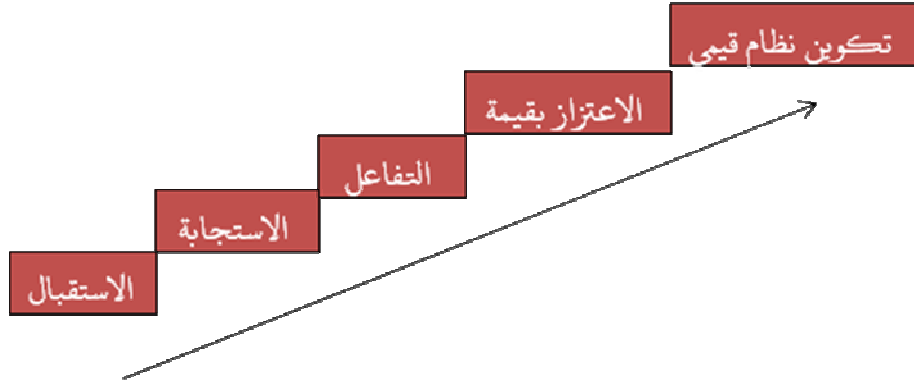 تكوين نظام قيمي
الاعتزاز بقيمة
التفاعل
الاستجابة
الاستقبال